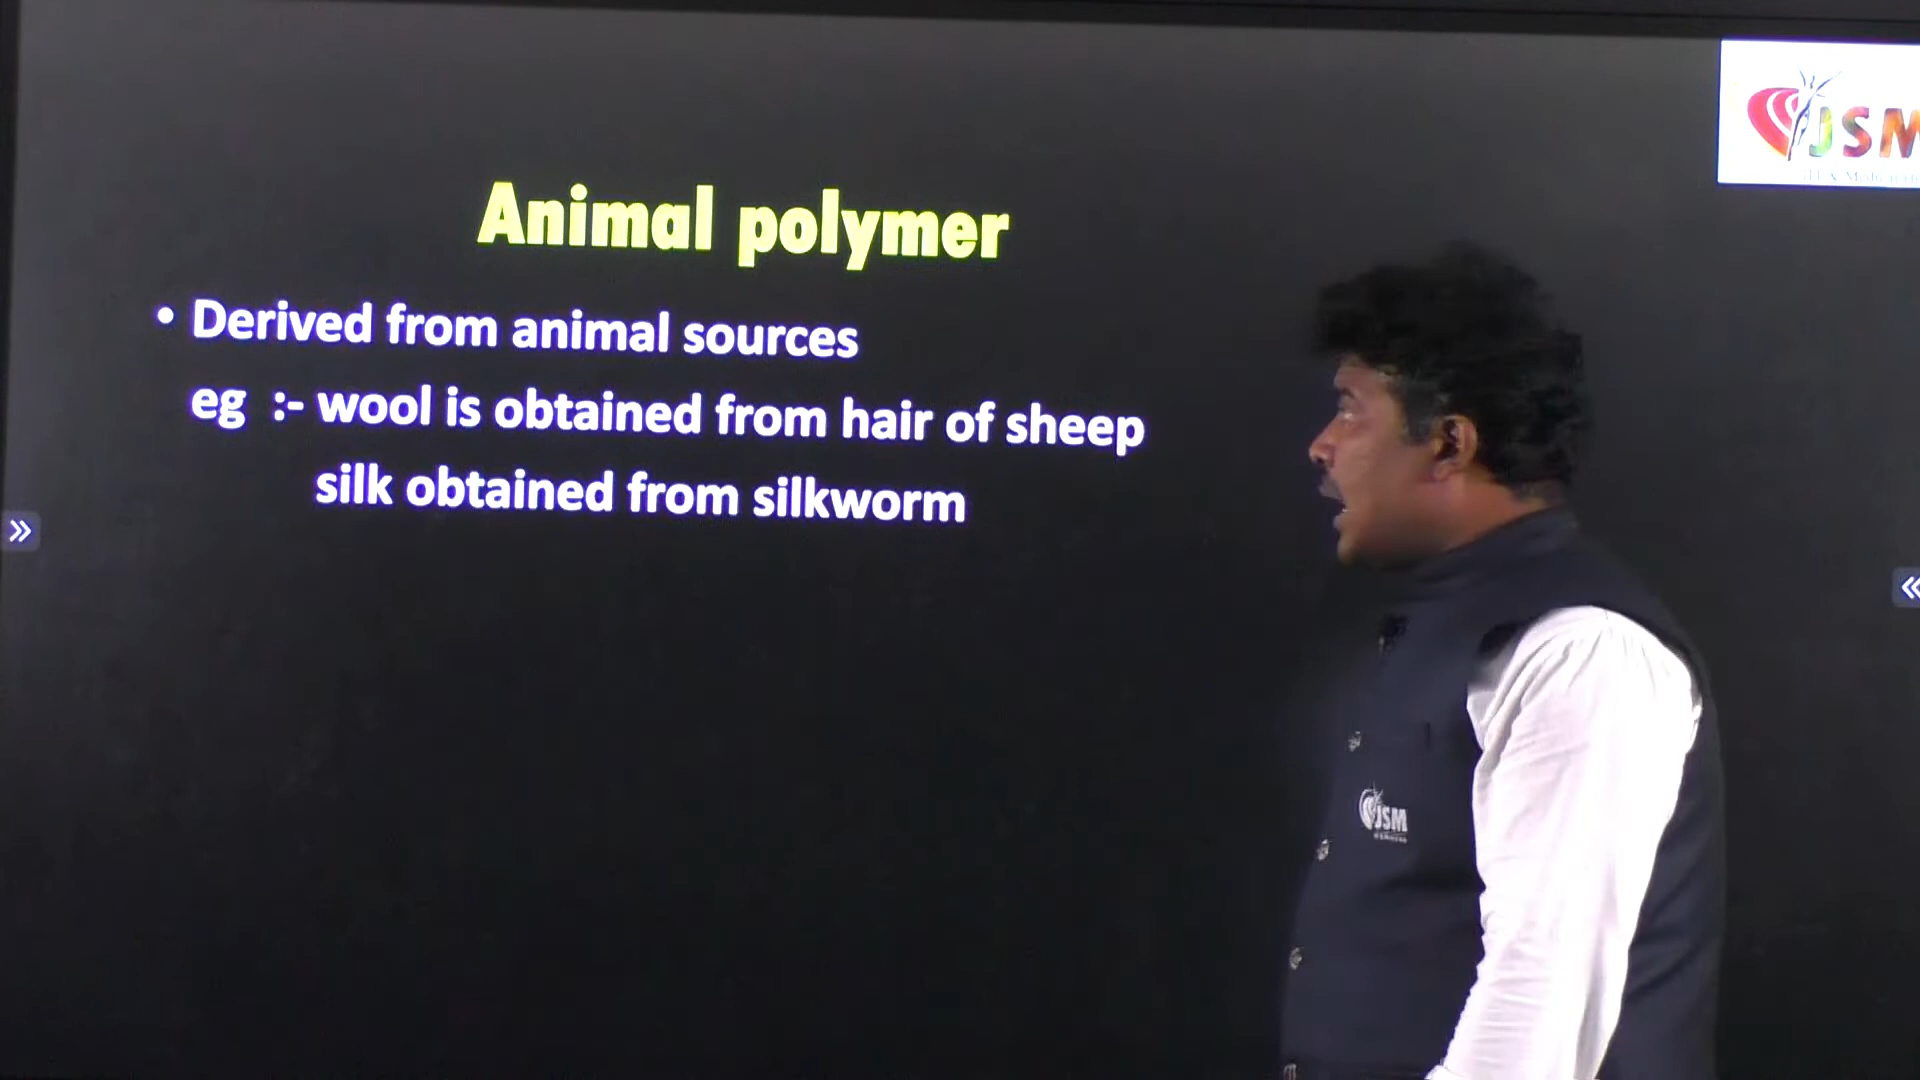 JSM
Animal polymer
• Derived from animal sources
eg :- wool is obtained from hair of sheep
silk obtained from silkworm
JSM